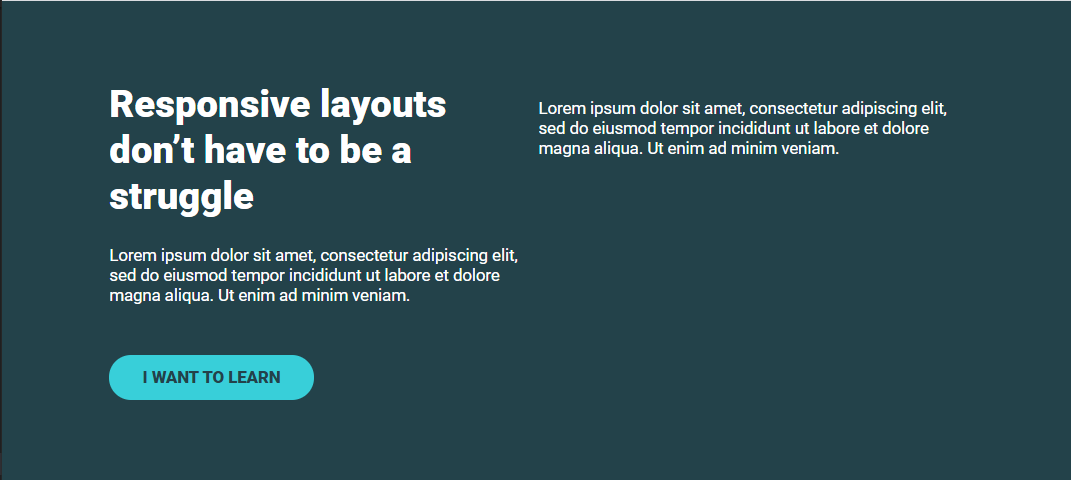 Responsive layouts
don’t have to be a
struggle
Lorem ipsum dolor sit amet, consectetur adipiscing elit,
sed do eiusmod tempor incididunt ut labore et dolore
magna aliqua. Ut enim ad minim veniam.
I WANT TO LEARN
Lorem ipsum dolor sit amet, consectetur adipiscing elit,
sed do eiusmod tempor incididunt ut labore et dolore
magna aliqua. Ut enim ad minim veniam.